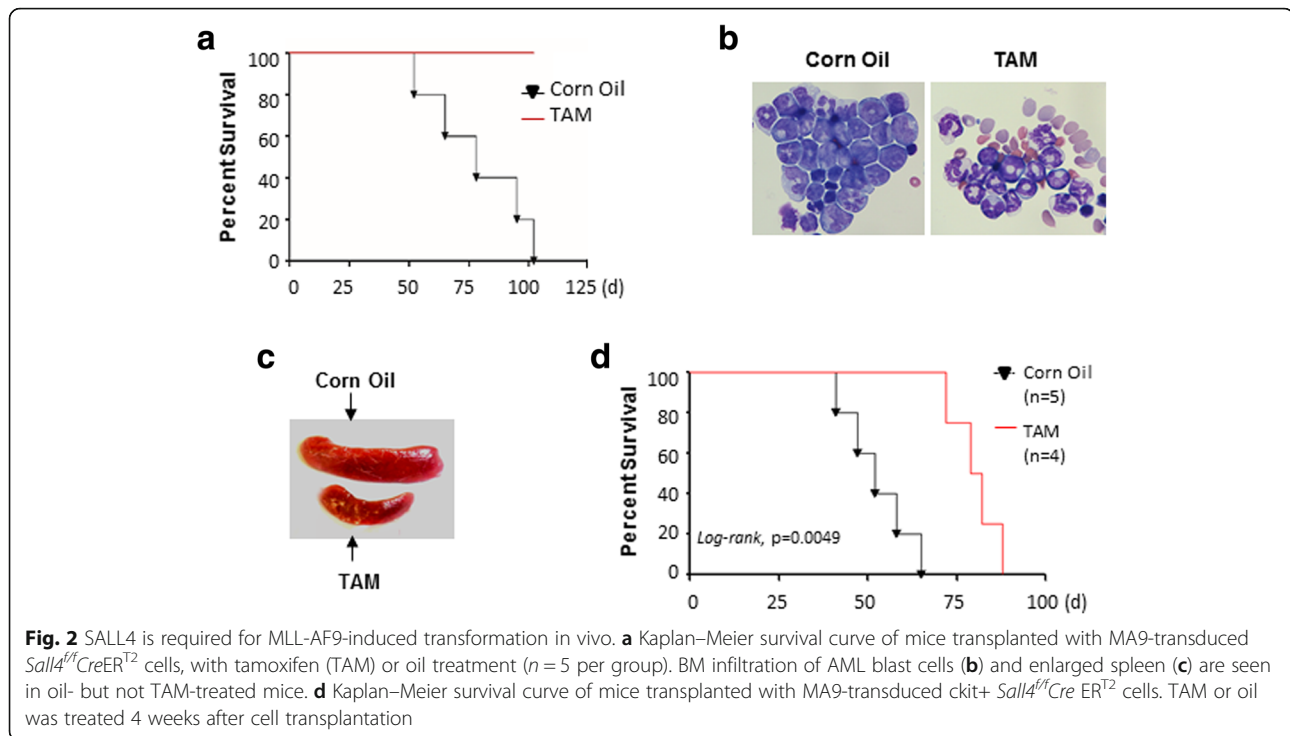 a
100
80
60
40
20
0
Percent Survival
0 25 50 75 100 125 (d)
Corn Oil
TAM
b
Corn Oil TAM
c
Corn Oil
TAM
d
100
80
60
40
20
0
Percent Survival
Log-rank, p=0.0049
0 25 50 75 100 (d)
Corn Oil
(n=5)
TAM
(n=4)
Fig. 2 SALL4 is required for MLL-AF9-induced transformation in vivo. a Kaplan–Meier survival curve of mice transplanted with MA9-transduced
Sall4f/fCreERT2 cells, with tamoxifen (TAM) or oil treatment (n = 5 per group). BM infiltration of AML blast cells (b) and enlarged spleen (c) are seen
in oil- but not TAM-treated mice. d Kaplan–Meier survival curve of mice transplanted with MA9-transduced ckit+ Sall4f/fCre ERT2 cells. TAM or oil
was treated 4 weeks after cell transplantation